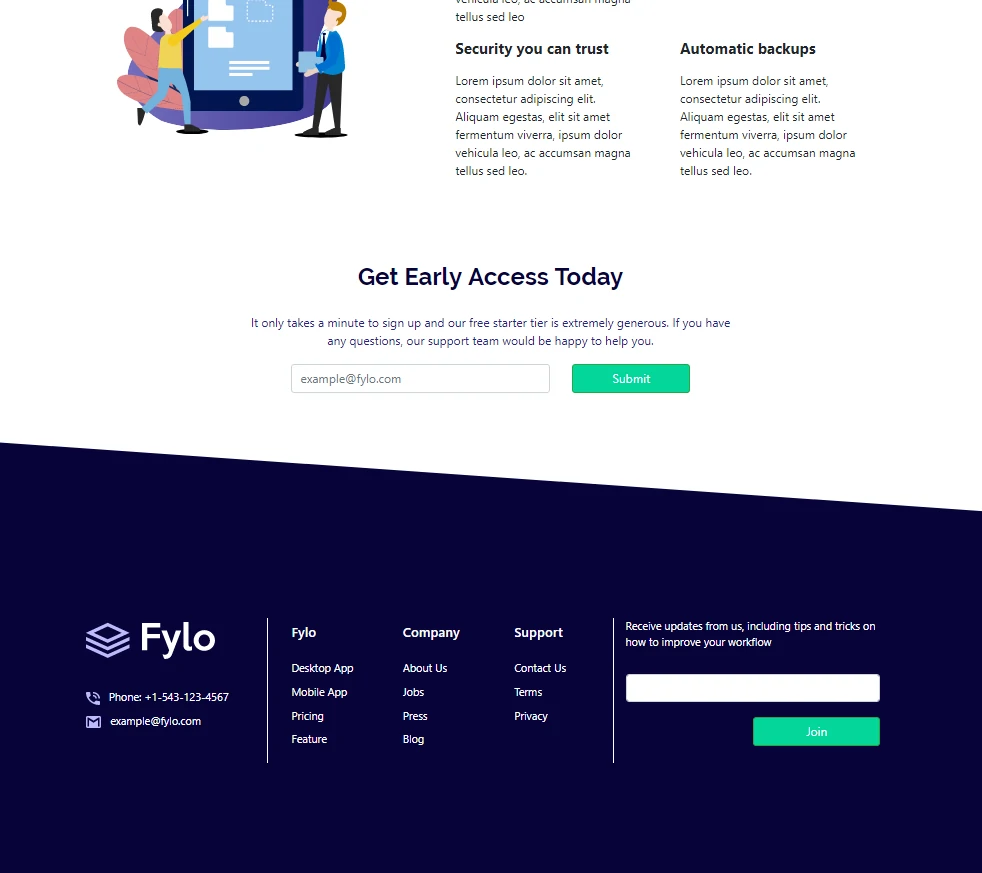 vehicula leo, ac accumsan magna
tellus sed leo
Security you can trust
Lorem ipsum dolor sit amet,
consectetur adipiscing elit.
Aliquam egestas, elit sit amet
fermentum viverra, ipsum dolor
vehicula leo, ac accumsan magna
tellus sed leo.
Automatic backups
Lorem ipsum dolor sit amet,
consectetur adipiscing elit.
Aliquam egestas, elit sit amet
fermentum viverra, ipsum dolor
vehicula leo, ac accumsan magna
tellus sed leo.
Get Early Access Today
It only takes a minute to sign up and our free starter tier is extremely generous. If you have
any questions, our support team would be happy to help you.
example@fylo.com
Submit
Fylo
Phone: +1-543-123-4567
example@fylo.com
Fylo
Desktop App
Mobile App
Pricing
Feature
Company
About Us
Jobs
Press
Blog
Support
Contact Us
Terms
Privacy
Receive updates from us, including tips and tricks on
how to improve your workflow
Join